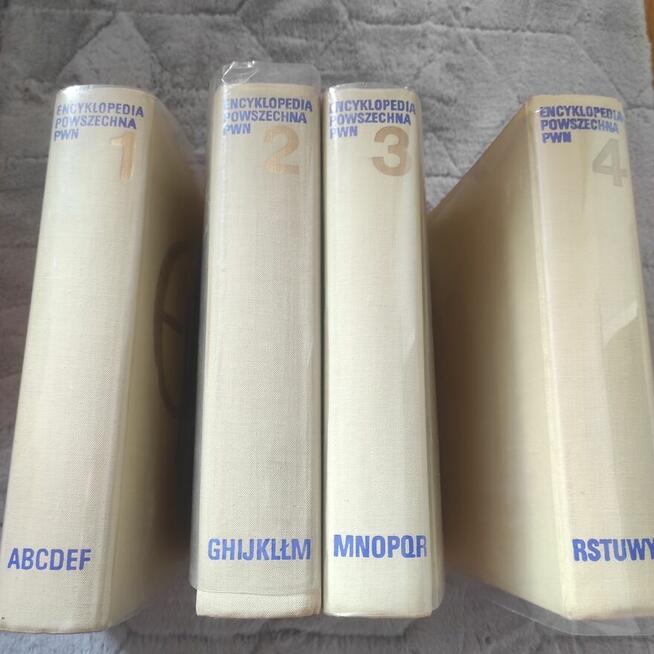 ENCYKLOPEDIA
POWSZECHNA
PWN
1
ABCDEF
ENCYKLOPEDIA
POWSZECHNA
PWN
2
GHIJKLŁM
ENCYKLOPEDIA
POWSZECHNA
PWN
3
MNOPQR
ENCYKLOPEDIA
POWSZECHNA
PWN
4
RSTUWY